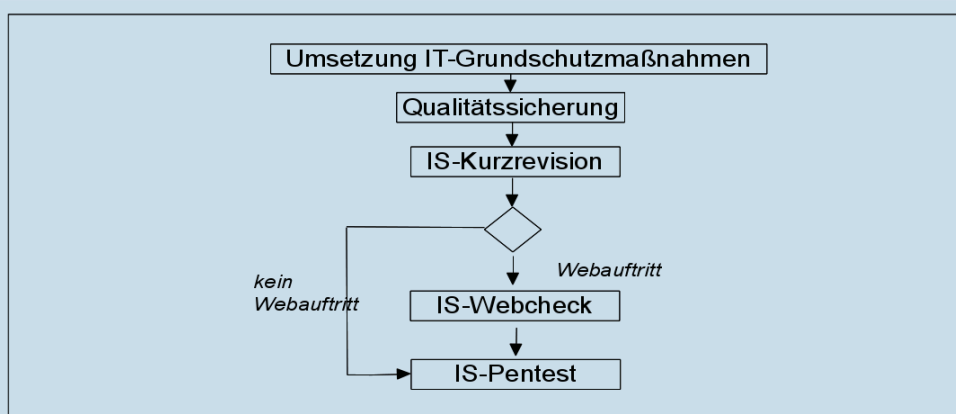 Umsetzung IT-Grundschutzmaßnahmen
Qualitätssicherung
IS-Kurzrevision
Webauftritt
kein
Webauftritt
IS-Webcheck
IS-Pentest